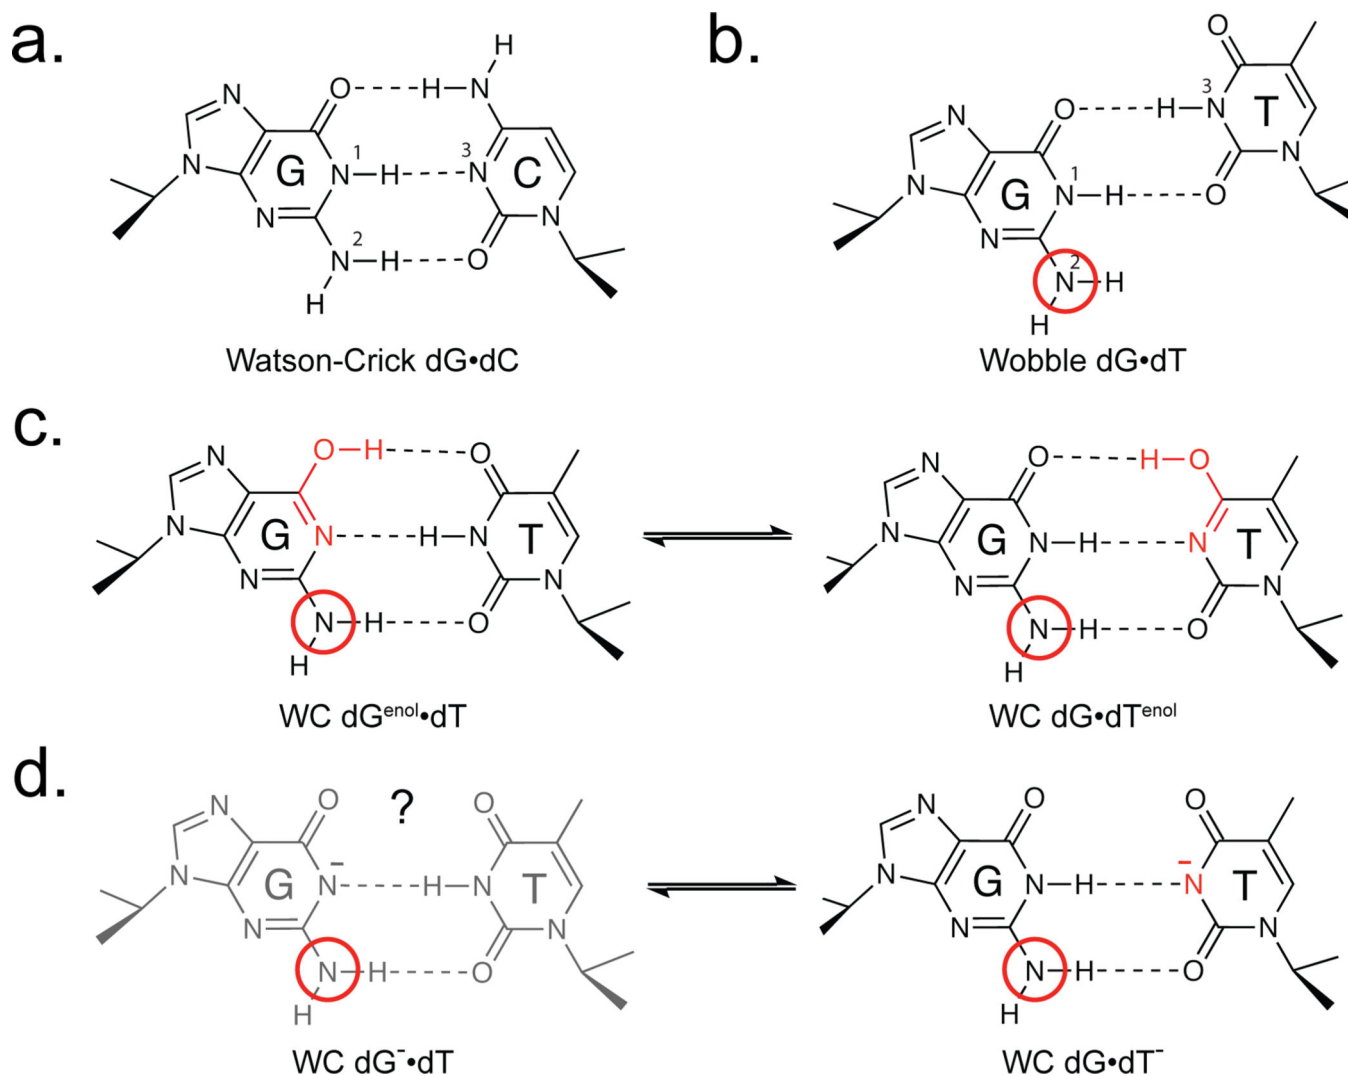 a.
H
N O H N
1 3
N G N H N C
N 2 N
N H O
H
Watson-Crick dG•dC
b.
O
3
N O H N T
1
N G N H O N
N 2
N H
H
Wobble dG•dT
c.
N O H O
N G N H N T
N N
N H O
H
WC dGᵉⁿᵒˡ•dT
N O H O
N G N H N T
N N
N H O
H
WC dG•dTᵉⁿᵒˡ
d.
N O ? O
N G N⁻ H N T
N N
N H O
H
WC dG⁻•dT
N O O
N G N H ⁻N T
N N
N H O
H
WC dG•dT⁻